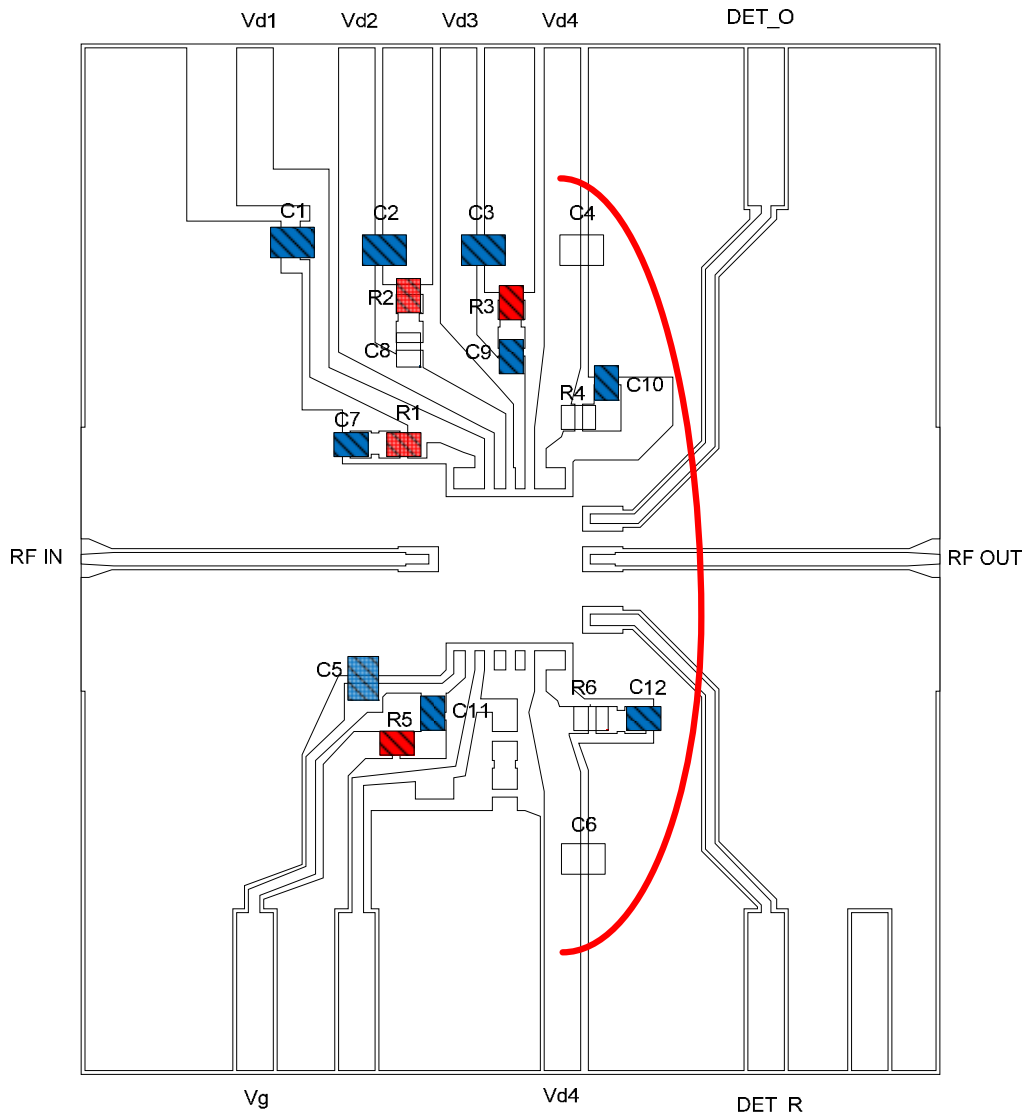 Vd1 Vd2 Vd3 Vd4 DET_O
C1 C2 C3 C4
R2 R3
C8 C9 C10
R4
C7 R1
RF IN RF OUT
C5 C11 R6 C12
R5
C6
Vg Vd4 DET_R